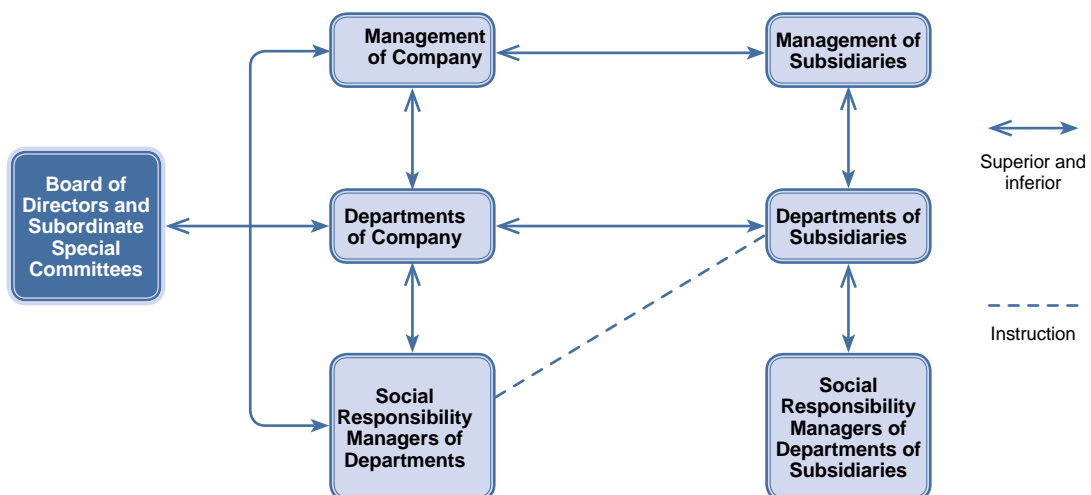 Management
of Company
Management of
Subsidiaries
Superior and
inferior
Board of
Directors and
Subordinate
Special
Committees
Departments
of Company
Departments of
Subsidiaries
Instruction
Social
Responsibility
Managers of
Departments
Social
Responsibility
Managers of
Departments of
Subsidiaries